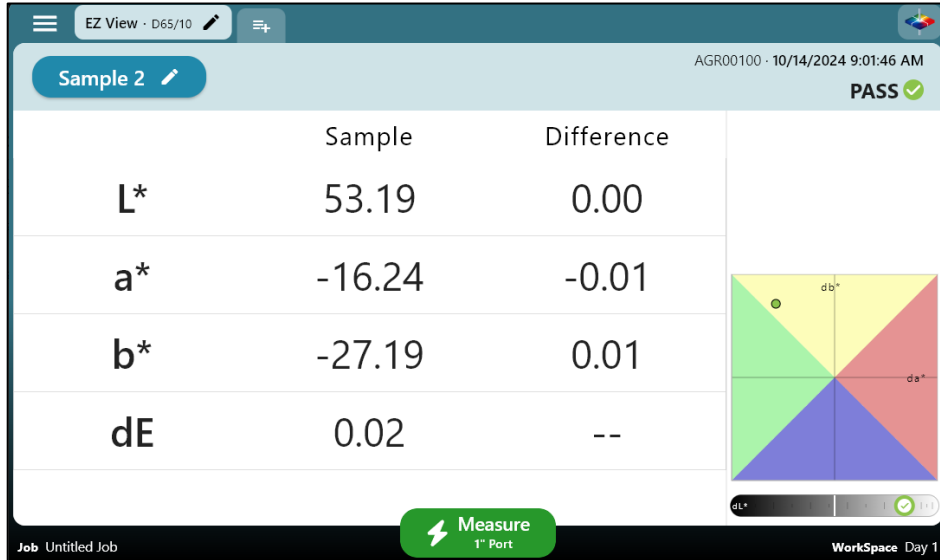 EZ View · D65/10
AGR00100 · 10/14/2024 9:01:46 AM
Sample 2
PASS
Sample Difference
L* 53.19 0.00
a* -16.24 -0.01
b* -27.19 0.01
dE 0.02 --
db*
da*
dL*
Measure
1" Port
Job Untitled Job
WorkSpace Day 1